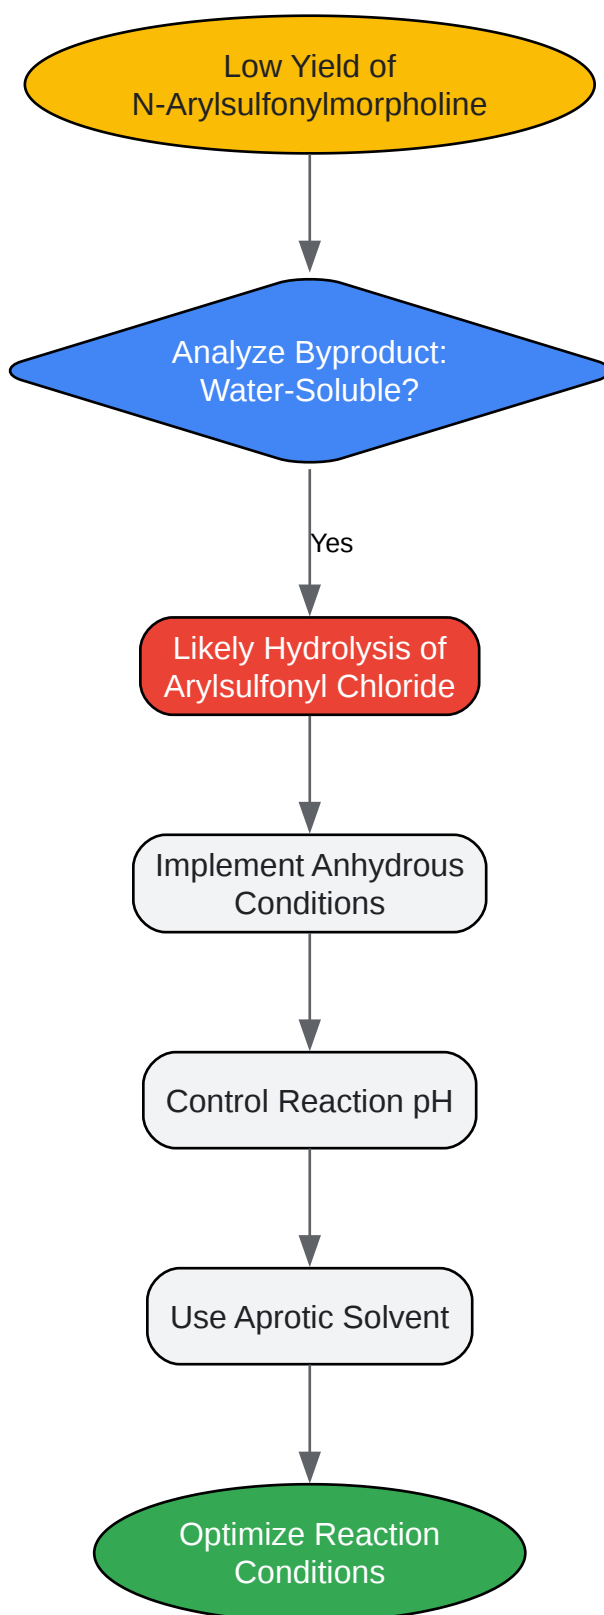 Low Yield of
N-Arylsulfonylmorpholine
Analyze Byproduct:
Water-Soluble?
Yes
Likely Hydrolysis of
Arylsulfonyl Chloride
Implement Anhydrous
Conditions
Control Reaction pH
Use Aprotic Solvent
Optimize Reaction
Conditions